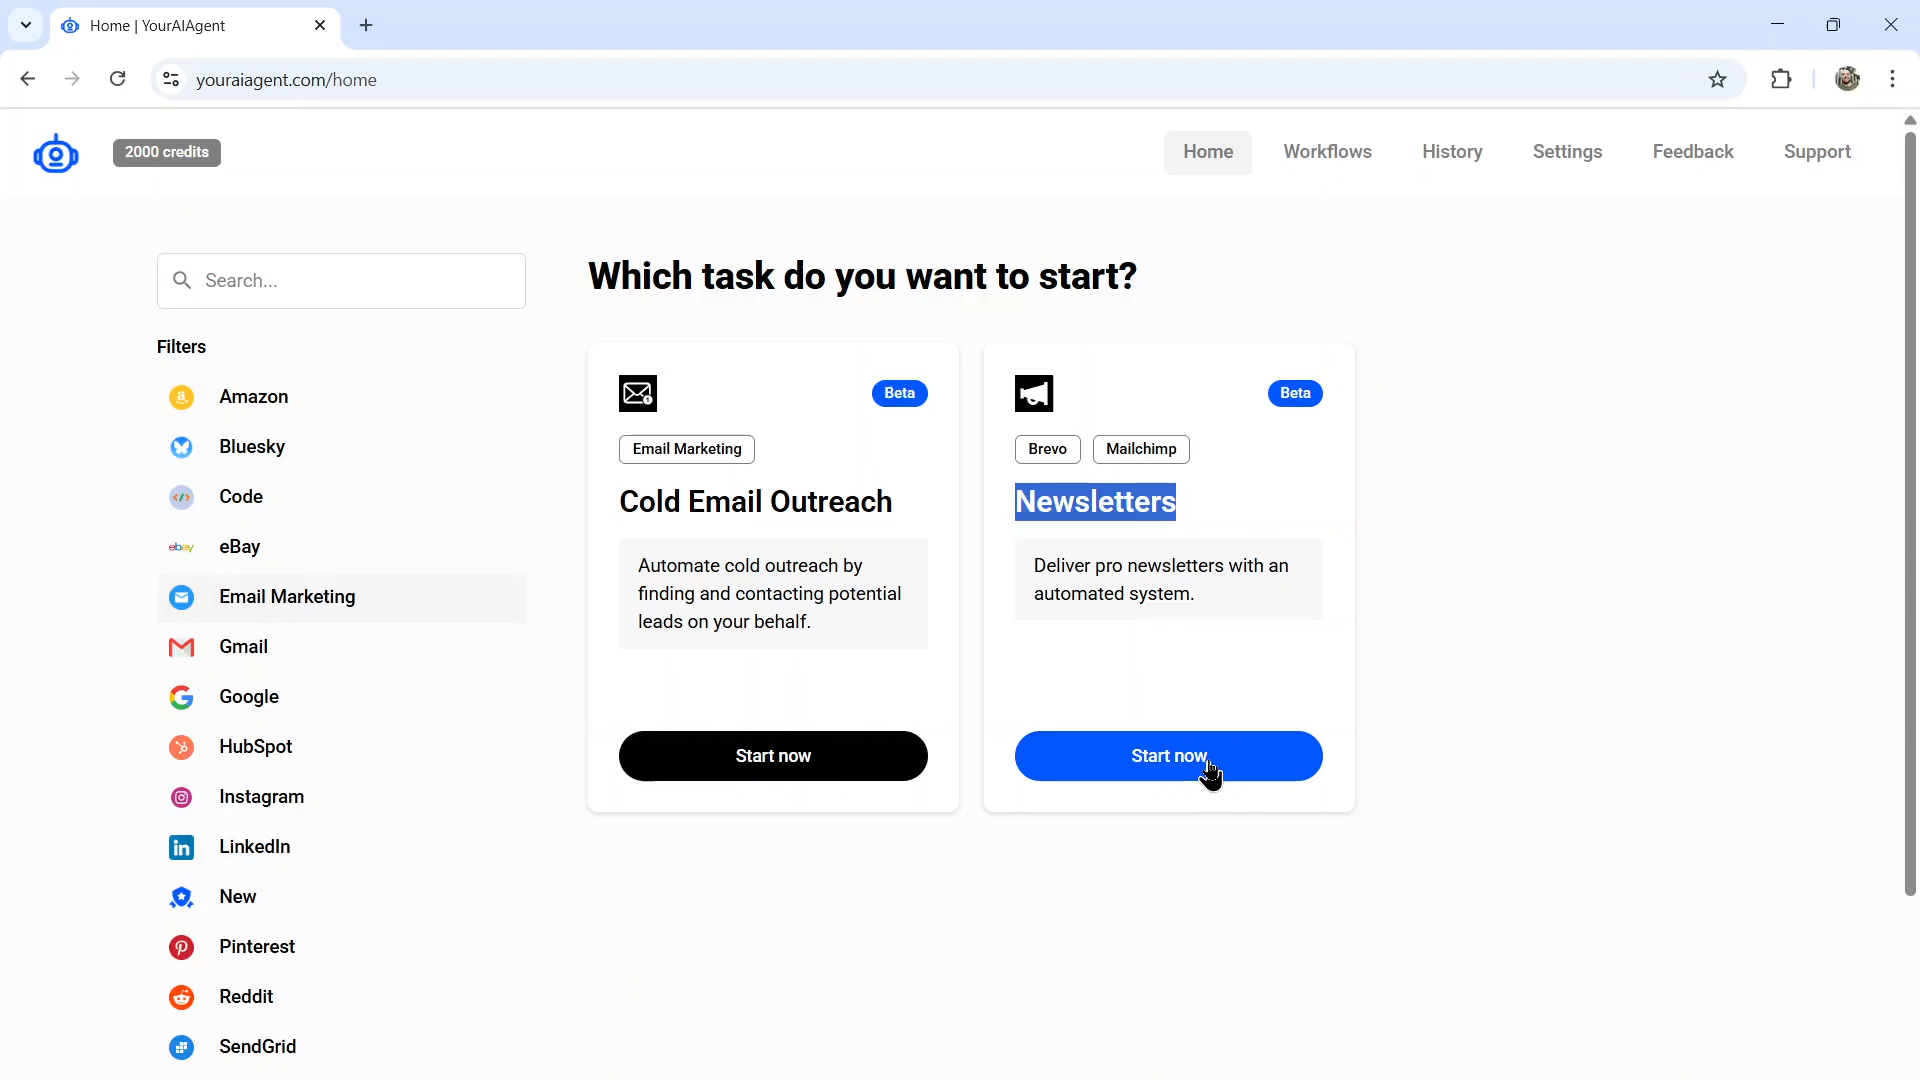 Home | YourAIAgent
youraiagent.com/home
2000 credits
Home
Workflows
History
Settings
Feedback
Support
Search...
Filters
Amazon
Bluesky
Code
ebay
eBay
Email Marketing
Gmail
Google
HubSpot
Instagram
LinkedIn
New
Pinterest
Reddit
SendGrid
Which task do you want to start?
Beta
Email Marketing
Cold Email Outreach
Automate cold outreach by
finding and contacting potential
leads on your behalf.
Start now
Beta
Brevo
Mailchimp
Newsletters
Deliver pro newsletters with an
automated system.
Start now